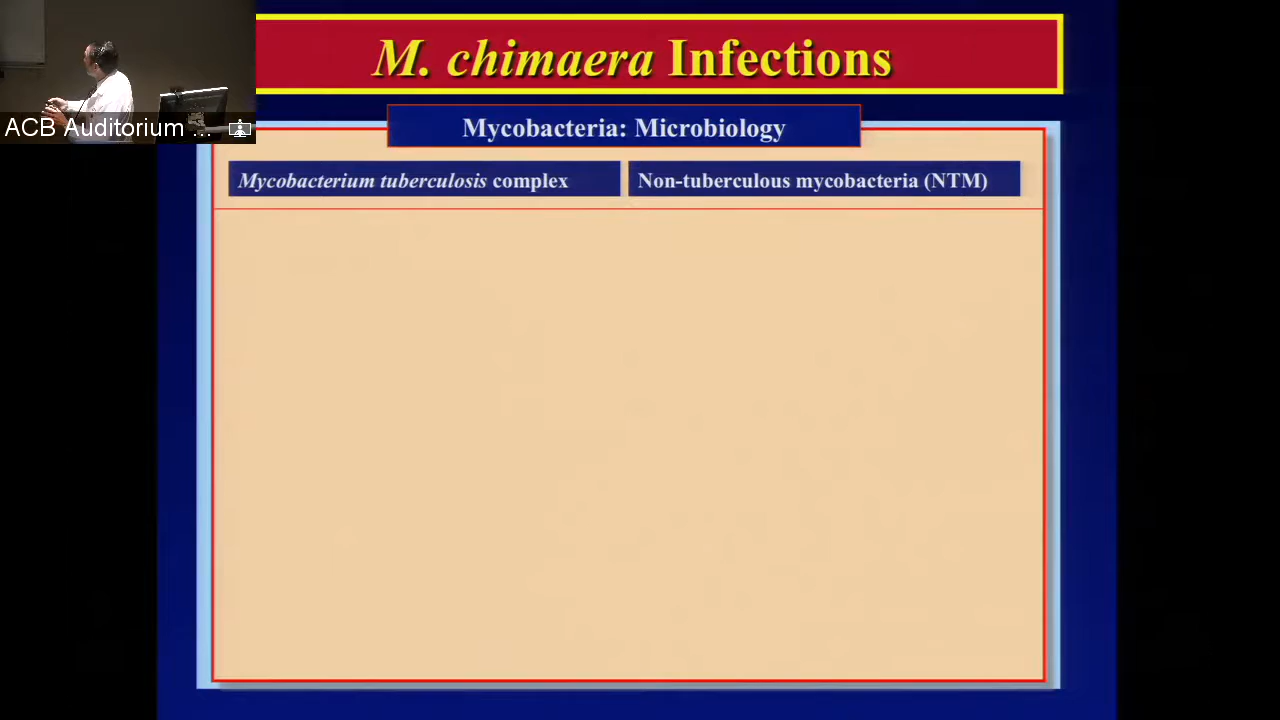 M. chimaera Infections
ACB Auditorium ...
Mycobacteria: Microbiology
Mycobacterium tuberculosis complex
Non-tuberculous mycobacteria (NTM)